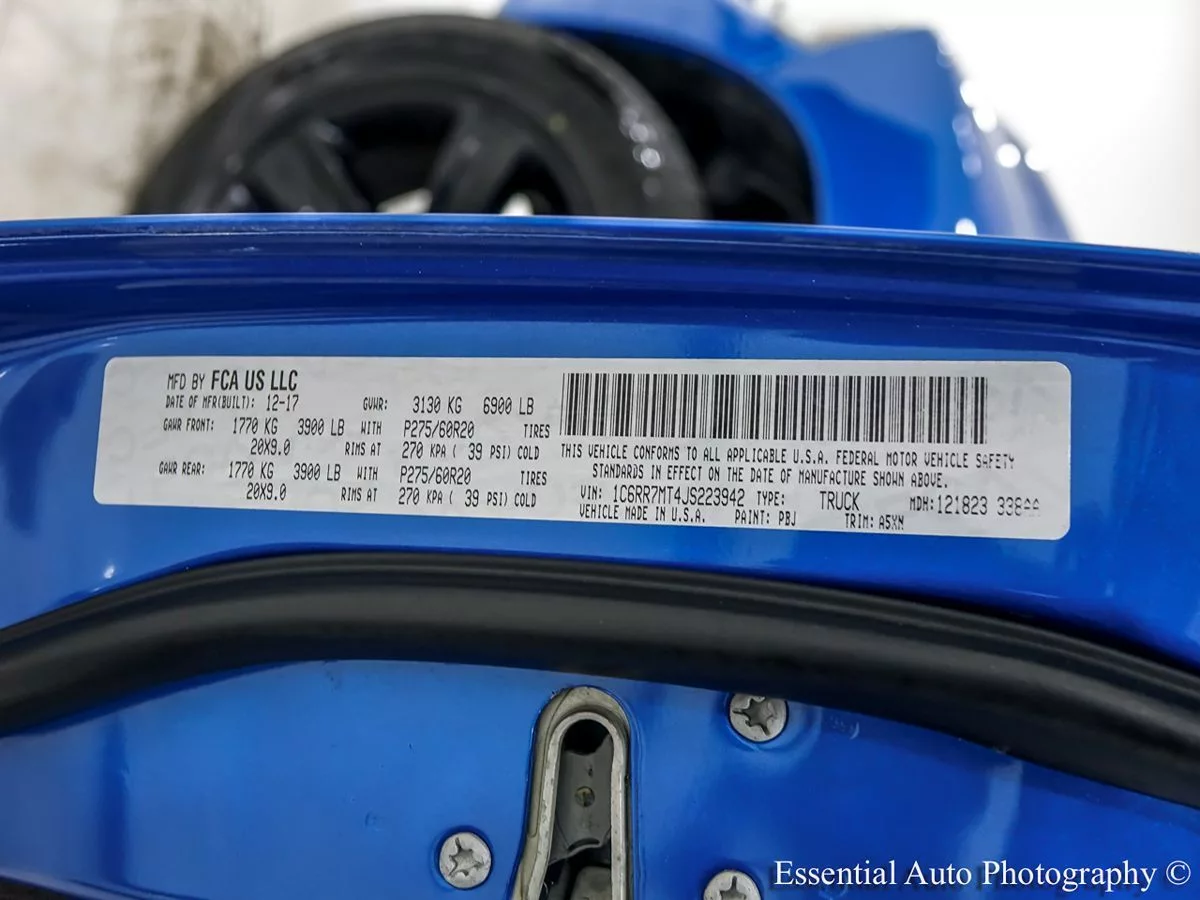 MFD BY FCA US LLC
DATE OF MFR(BUILT): 12-17 GVWR: 3130 KG 6900 LB
GAWR FRONT: 1770 KG 3900 LB WITH P275/60R20 TIRES
20X9.0 RIMS AT 270 KPA ( 39 PSI) COLD
GAWR REAR: 1770 KG 3900 LB WITH P275/60R20 TIRES
20X9.0 RIMS AT 270 KPA ( 39 PSI) COLD
THIS VEHICLE CONFORMS TO ALL APPLICABLE U.S.A. FEDERAL MOTOR VEHICLE SAFETY
STANDARDS IN EFFECT ON THE DATE OF MANUFACTURE SHOWN ABOVE.
VIN: 1C6RR7MT4JS223942 TYPE: TRUCK MDH: 121823 338AA
VEHICLE MADE IN U.S.A. PAINT: PBJ TRIM: A5XN
Essential Auto Photography ©